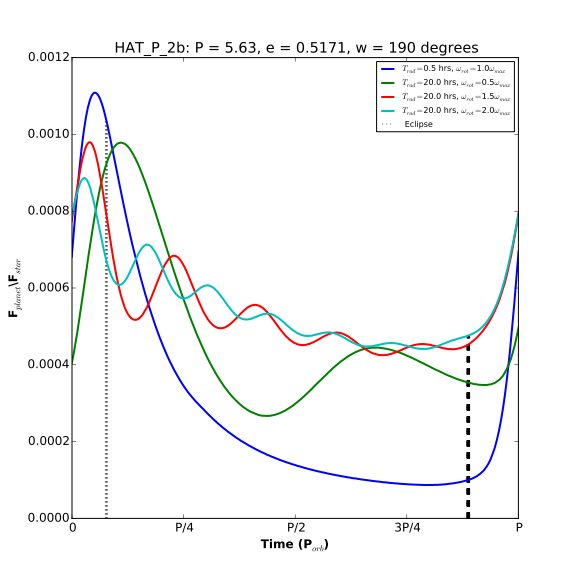 HAT_P_2b: P = 5.63, e = 0.5171, w = 190 degrees
0.0012
0.0010
0.0008
0.0006
0.0004
0.0002
0.0000
F_planet\F_star
T_rad=0.5 hrs, ω_rot=1.0ω_max
T_rad=20.0 hrs, ω_rot=0.5ω_max
T_rad=20.0 hrs, ω_rot=1.5ω_max
T_rad=20.0 hrs, ω_rot=2.0ω_max
Eclipse
0 P/4 P/2 3P/4 P
Time (P_orb)